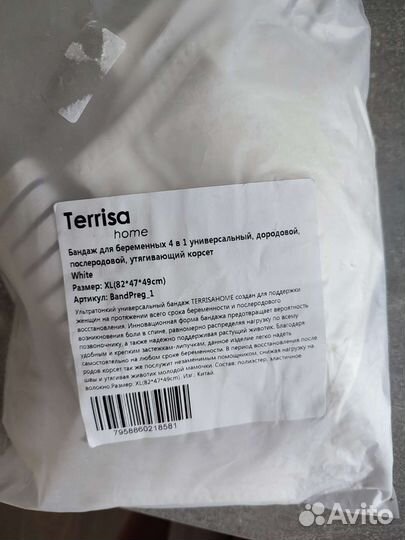 Terrisa
home
Бандаж для беременных 4 в 1 универсальный, дородовой,
послеродовой, утягивающий корсет
White
Размер: XL(82*47*49cm)
Артикул: BandPreg_1
Ультратонкий универсальный бандаж TERRISAHOME создан для поддержки
женщин на протяжении всего срока беременности и послеродового
восстановления. Инновационная форма бандажа предотвращает вероятность
возникновения боли в спине, равномерно распределяя нагрузку по всему
позвоночнику, а также надежно поддерживая растущий животик. Благодаря
удобным и крепким застежкам-липучкам, данное изделие легко надеть
самостоятельно на любом сроке беременности. В период восстановления после
родов корсет так же послужит незаменимым помощником, снижая нагрузку на
швы и утягивая животик молодой мамочки. Состав: полиэстер, эластичное
волокно.Размер: XL(82*47*49cm). Изг.: Китай.
7958860218581
Avito